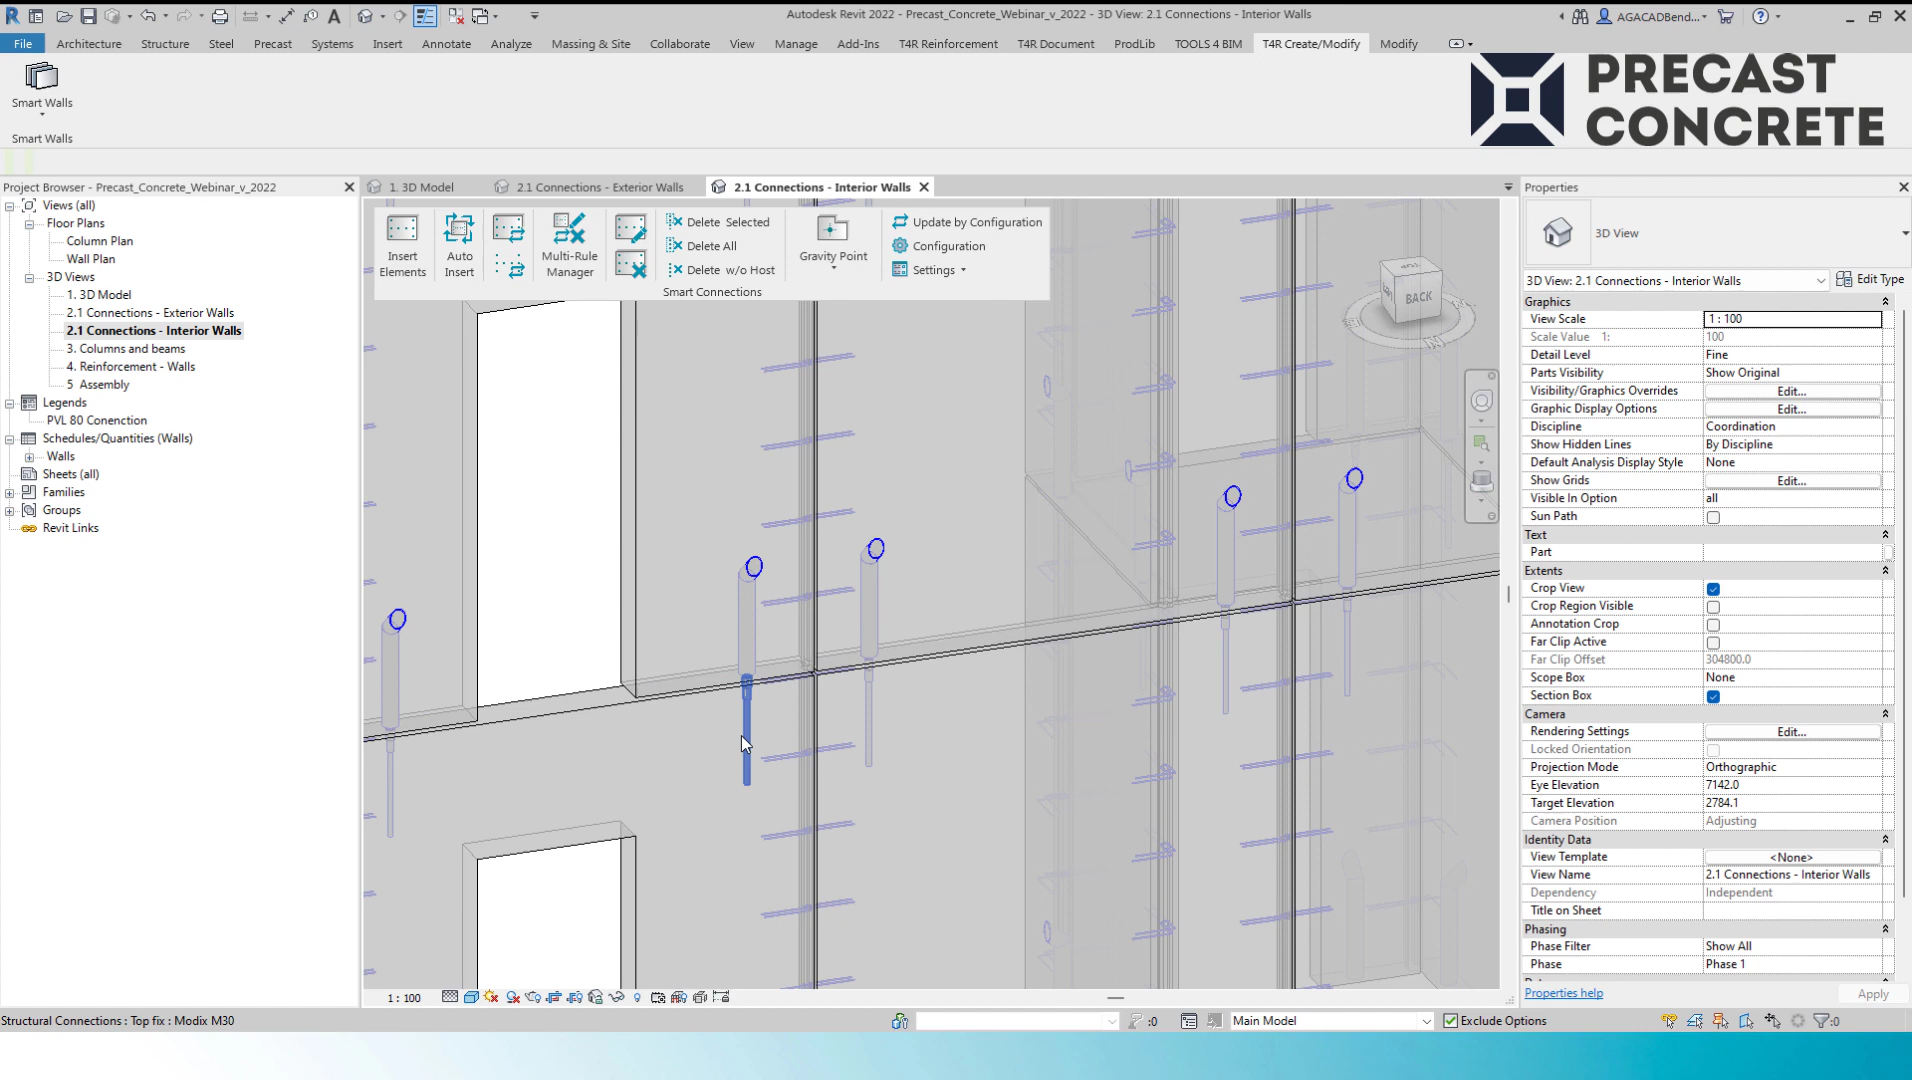 Autodesk Revit 2022 - Precast_Concrete_Webinar_v_2022 - 3D View: 2.1 Connections - Interior Walls
AGACADBend...
File Architecture Structure Steel Precast Systems Insert Annotate Analyze Massing & Site Collaborate View Manage Add-Ins T4R Reinforcement T4R Document ProdLib TOOLS 4 BIM T4R Create/Modify Modify
Smart Walls
Smart Walls
PRECAST
CONCRETE
Project Browser - Precast_Concrete_Webinar_v_2022
Views (all)
Floor Plans
Column Plan
Wall Plan
3D Views
1. 3D Model
2.1 Connections - Exterior Walls
2.1 Connections - Interior Walls
3. Columns and beams
4. Reinforcement - Walls
5 Assembly
Legends
PVL 80 Conenction
Schedules/Quantities (Walls)
Walls
Sheets (all)
Families
Groups
Revit Links
1. 3D Model 2.1 Connections - Exterior Walls 2.1 Connections - Interior Walls
Insert Elements
Auto Insert
Multi-Rule Manager
Delete Selected
Delete All
Delete w/o Host
Gravity Point
Update by Configuration
Configuration
Settings
Smart Connections
BACK
Properties
3D View
3D View: 2.1 Connections - Interior Walls Edit Type
Graphics
View Scale 1 : 100
Scale Value 1: 100
Detail Level Fine
Parts Visibility Show Original
Visibility/Graphics Overrides Edit...
Graphic Display Options Edit...
Discipline Coordination
Show Hidden Lines By Discipline
Default Analysis Display Style None
Show Grids Edit...
Visible In Option all
Sun Path
Text
Part
Extents
Crop View
Crop Region Visible
Annotation Crop
Far Clip Active
Far Clip Offset 304800.0
Scope Box None
Section Box
Camera
Rendering Settings Edit...
Locked Orientation
Projection Mode Orthographic
Eye Elevation 7142.0
Target Elevation 2784.1
Camera Position Adjusting
Identity Data
View Template <None>
View Name 2.1 Connections - Interior Walls
Dependency Independent
Title on Sheet
Phasing
Phase Filter Show All
Phase Phase 1
Properties help Apply
1 : 100
Structural Connections : Top fix : Modix M30
:0 Main Model Exclude Options :0